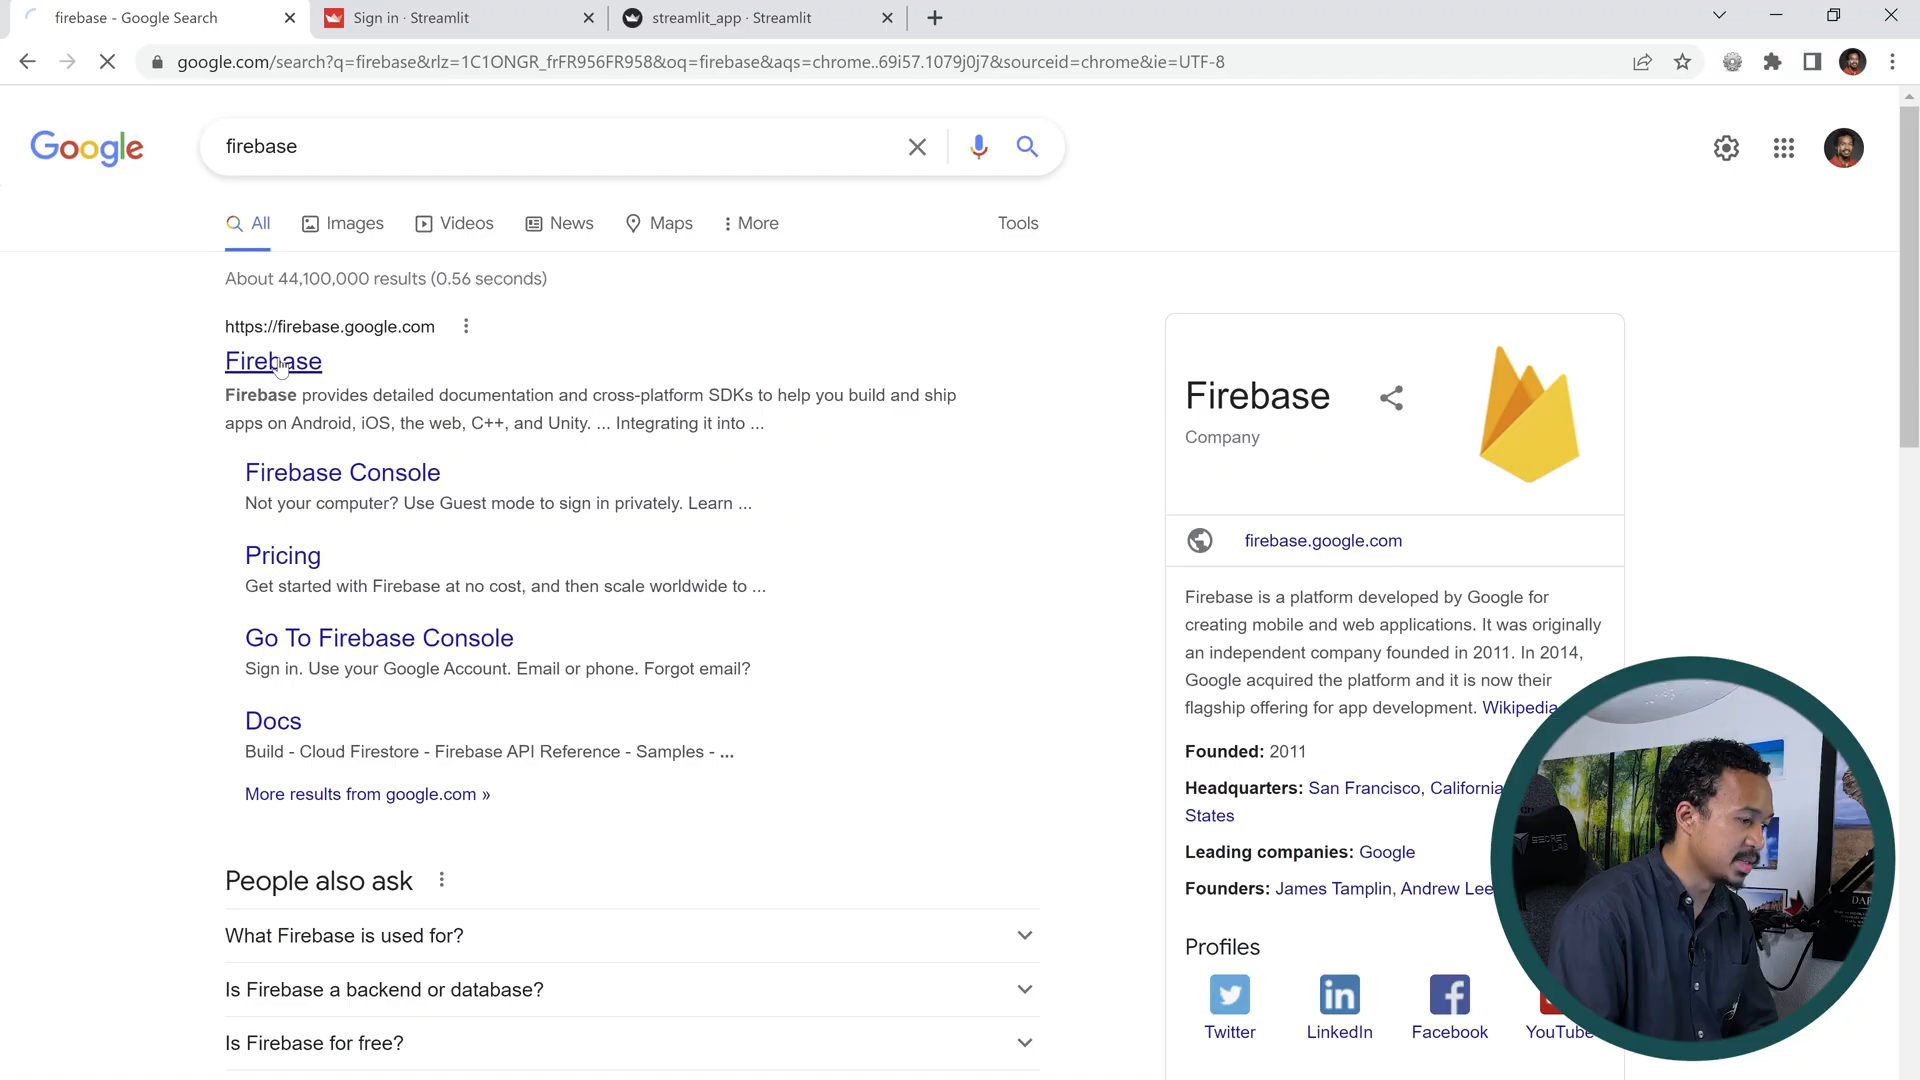 firebase - Google Search
Sign in · Streamlit
streamlit_app · Streamlit
google.com/search?q=firebase&rlz=1C1ONGR_frFR956FR958&oq=firebase&aqs=chrome..69i57.1079j0j7&sourceid=chrome&ie=UTF-8
Google
firebase
All
Images
Videos
News
Maps
More
Tools
About 44,100,000 results (0.56 seconds)
https://firebase.google.com
Firebase
Firebase provides detailed documentation and cross-platform SDKs to help you build and ship
apps on Android, iOS, the web, C++, and Unity. ... Integrating it into ...
Firebase Console
Not your computer? Use Guest mode to sign in privately. Learn ...
Pricing
Get started with Firebase at no cost, and then scale worldwide to ...
Go To Firebase Console
Sign in. Use your Google Account. Email or phone. Forgot email?
Docs
Build - Cloud Firestore - Firebase API Reference - Samples - ...
More results from google.com »
People also ask
What Firebase is used for?
Is Firebase a backend or database?
Is Firebase for free?
Firebase
Company
firebase.google.com
Firebase is a platform developed by Google for
creating mobile and web applications. It was originally
an independent company founded in 2011. In 2014,
Google acquired the platform and it is now their
flagship offering for app development. Wikipedia
Founded: 2011
Headquarters: San Francisco, California
States
Leading companies: Google
Founders: James Tamplin, Andrew Lee
Profiles
Twitter
LinkedIn
Facebook
YouTube
SECRET
LAB